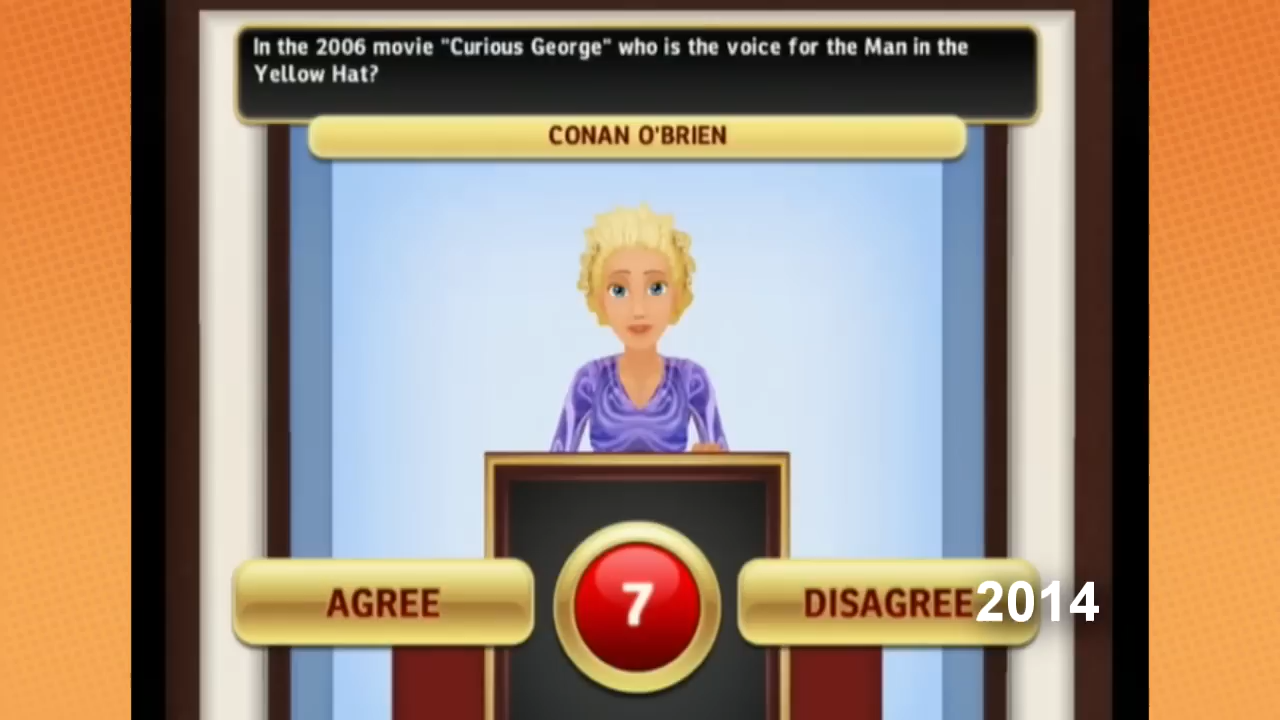 In the 2006 movie "Curious George" who is the voice for the Man in the
Yellow Hat?
CONAN O'BRIEN
AGREE
7
DISAGREE
2014